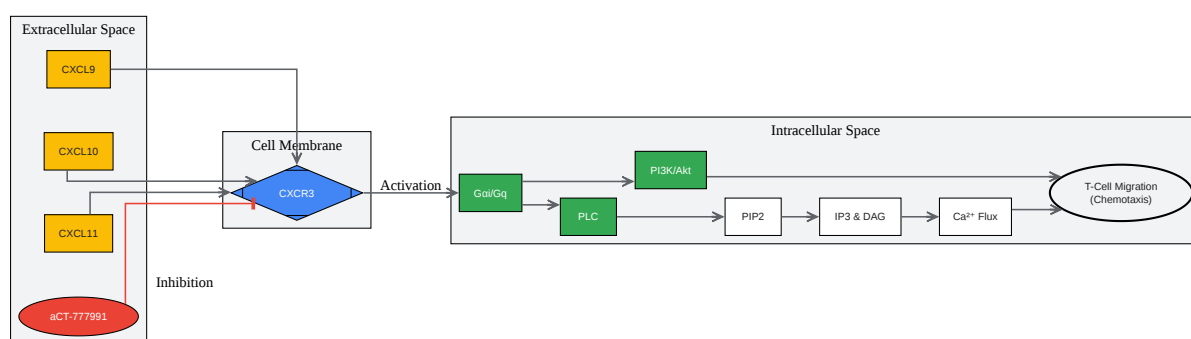 Extracellular Space
CXCL9
CXCL10
CXCL11
aCT-777991
Inhibition
Cell Membrane
CXCR3
Activation
Intracellular Space
Gαi/Gq
PI3K/Akt
PLC
PIP2
IP3 & DAG
Ca²⁺ Flux
T-Cell Migration
(Chemotaxis)